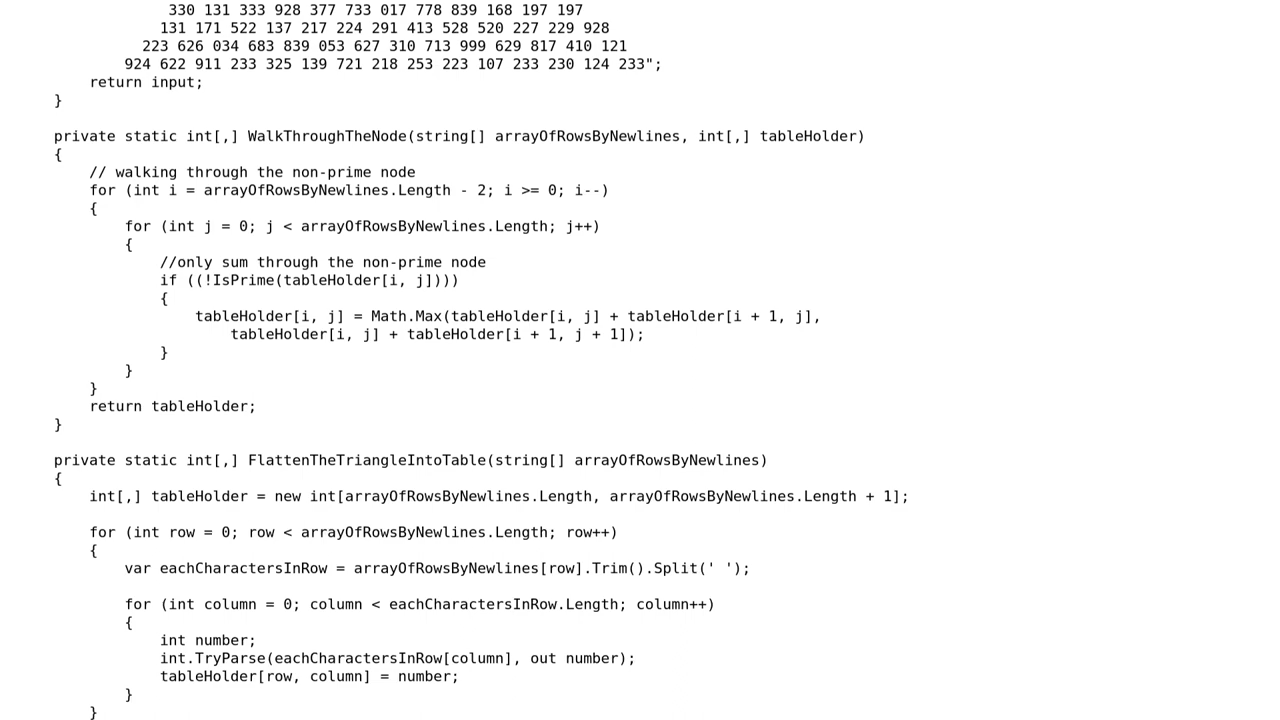 330 131 333 928 377 733 017 778 839 168 197 197
131 171 522 137 217 224 291 413 528 520 227 229 928
223 626 034 683 839 053 627 310 713 999 629 817 410 121
924 622 911 233 325 139 721 218 253 223 107 233 230 124 233";
return input;
}
private static int[,] WalkThroughTheNode(string[] arrayOfRowsByNewlines, int[,] tableHolder)
{
// walking through the non-prime node
for (int i = arrayOfRowsByNewlines.Length - 2; i >= 0; i--)
{
for (int j = 0; j < arrayOfRowsByNewlines.Length; j++)
{
//only sum through the non-prime node
if ((!IsPrime(tableHolder[i, j])))
{
tableHolder[i, j] = Math.Max(tableHolder[i, j] + tableHolder[i + 1, j],
tableHolder[i, j] + tableHolder[i + 1, j + 1]);
}
}
}
return tableHolder;
}
private static int[,] FlattenTheTriangleIntoTable(string[] arrayOfRowsByNewlines)
{
int[,] tableHolder = new int[arrayOfRowsByNewlines.Length, arrayOfRowsByNewlines.Length + 1];
for (int row = 0; row < arrayOfRowsByNewlines.Length; row++)
{
var eachCharactersInRow = arrayOfRowsByNewlines[row].Trim().Split(' ');
for (int column = 0; column < eachCharactersInRow.Length; column++)
{
int number;
int.TryParse(eachCharactersInRow[column], out number);
tableHolder[row, column] = number;
}
}